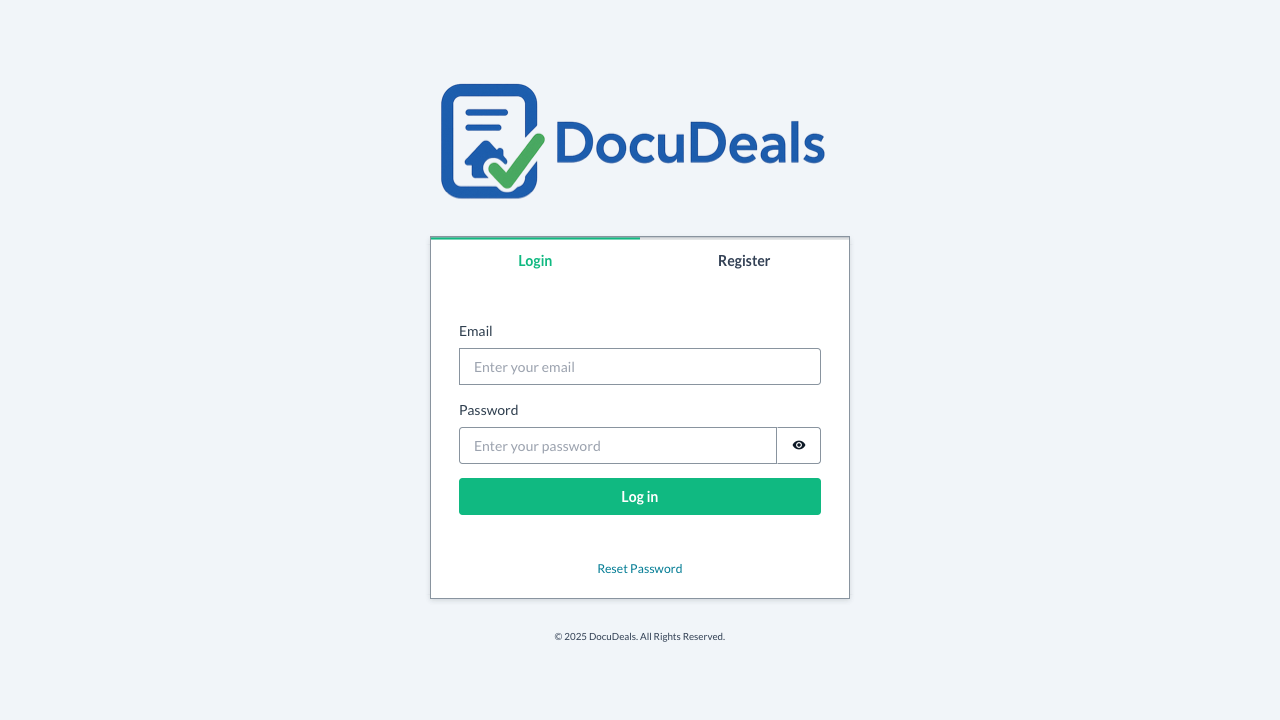 DocuDeals
Login
Register
Email
Enter your email
Password
Enter your password
Log in
Reset Password
© 2025 DocuDeals. All Rights Reserved.